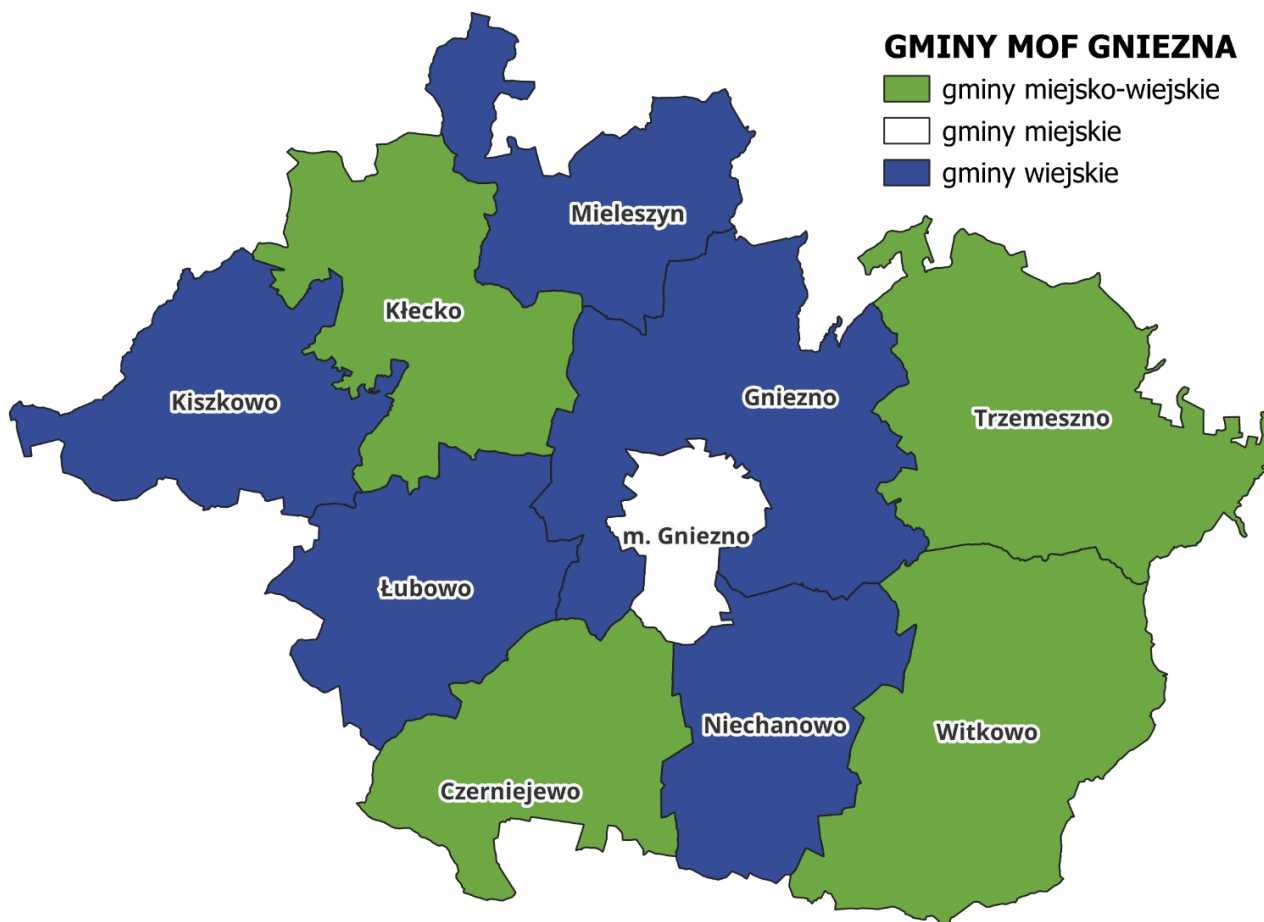 GMINY MOF GNIEZNA
gminy miejsko-wiejskie
gminy miejskie
gminy wiejskie
Mieleszyn
Kłecko
Kiszkowo
Gniezno
Trzemeszno
m. Gniezno
Łubowo
Niechanowo
Witkowo
Czerniejewo